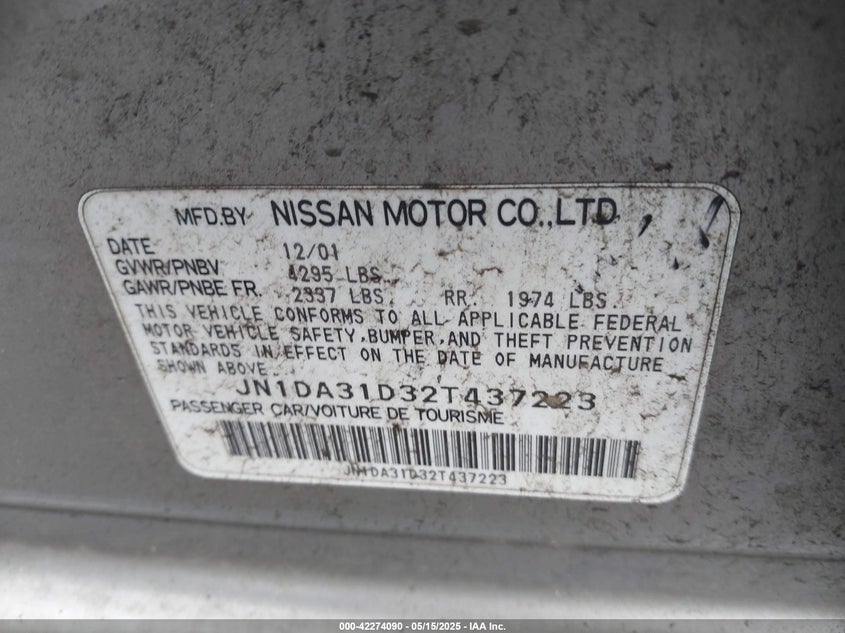 MFD.BY NISSAN MOTOR CO.,LTD.
DATE 12/01
GVWR/PNBV 4295 LBS.
GAWR/PNBE FR. 2337 LBS. RR. 1974 LBS.
THIS VEHICLE CONFORMS TO ALL APPLICABLE FEDERAL
MOTOR VEHICLE SAFETY,BUMPER,AND THEFT PREVENTION
STANDARDS IN EFFECT ON THE DATE OF MANUFACTURE
SHOWN ABOVE.
JN1DA31D32T437223
PASSENGER CAR/VOITURE DE TOURISME
JN1DA31D32T437223
000-42274090 - 05/15/2025 - IAA Inc.